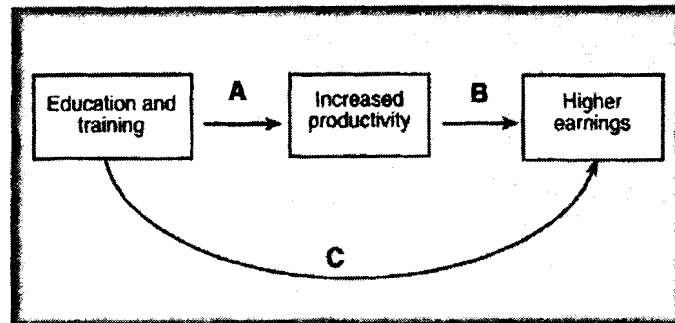 Education and
training
A
Increased
productivity
B
Higher
earnings
C